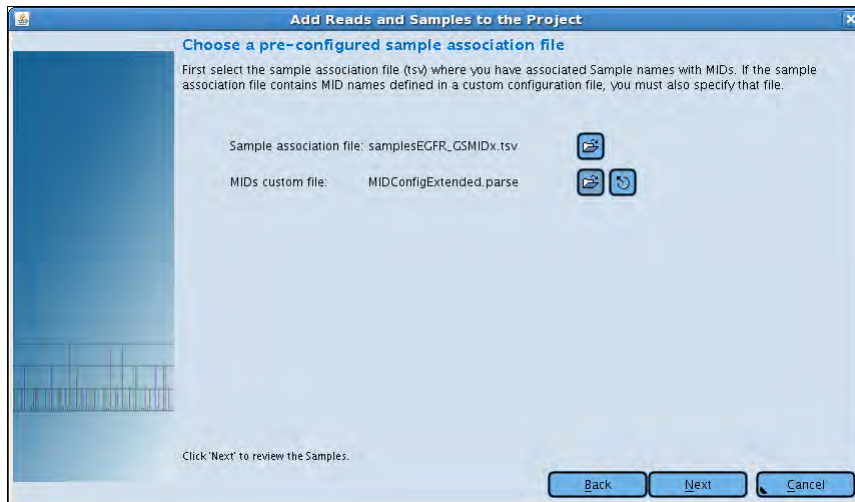 Add Reads and Samples to the Project
Choose a pre-configured sample association file
First select the sample association file (tsv) where you have associated Sample names with MIDs. If the sample
association file contains MID names defined in a custom configuration file, you must also specify that file.
Sample association file: samplesEGFR_GSMIDx.tsv
MIDs custom file: MIDConfigExtended.parse
Click 'Next' to review the Samples.
Back Next Cancel